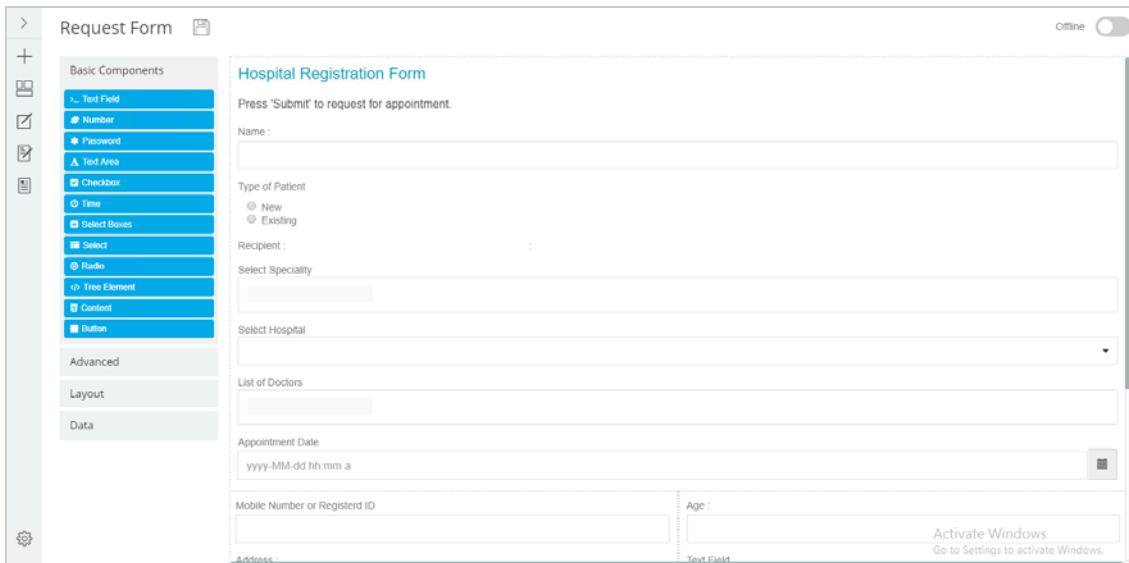 Request Form
Offline
Basic Components
Text Field
Number
Password
Text Area
Checkbox
Time
Select Boxes
Select
Radio
Tree Element
Content
Button
Advanced
Layout
Data
Hospital Registration Form
Press 'Submit' to request for appointment.
Name :
Type of Patient
New
Existing
Recipient :
:
Select Speciality
Select Hospital
List of Doctors
Appointment Date
yyyy-MM-dd hh:mm a
Mobile Number or Registerd ID
Age :
Address :
Text Field
Activate Windows
Go to Settings to activate Windows.